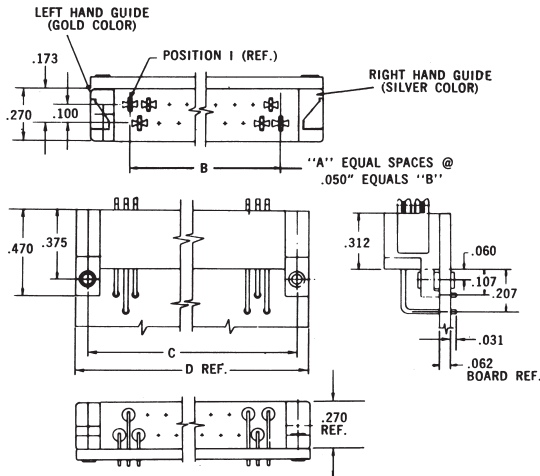 LEFT HAND GUIDE
(GOLD COLOR)
POSITION 1 (REF.)
.173
RIGHT HAND GUIDE
(SILVER COLOR)
.270
.100
B
"A" EQUAL SPACES @
.050" EQUALS "B"
.470
.375
.312
.060
.107
.207
.031
.062
BOARD REF.
C
D REF.
.270
REF.